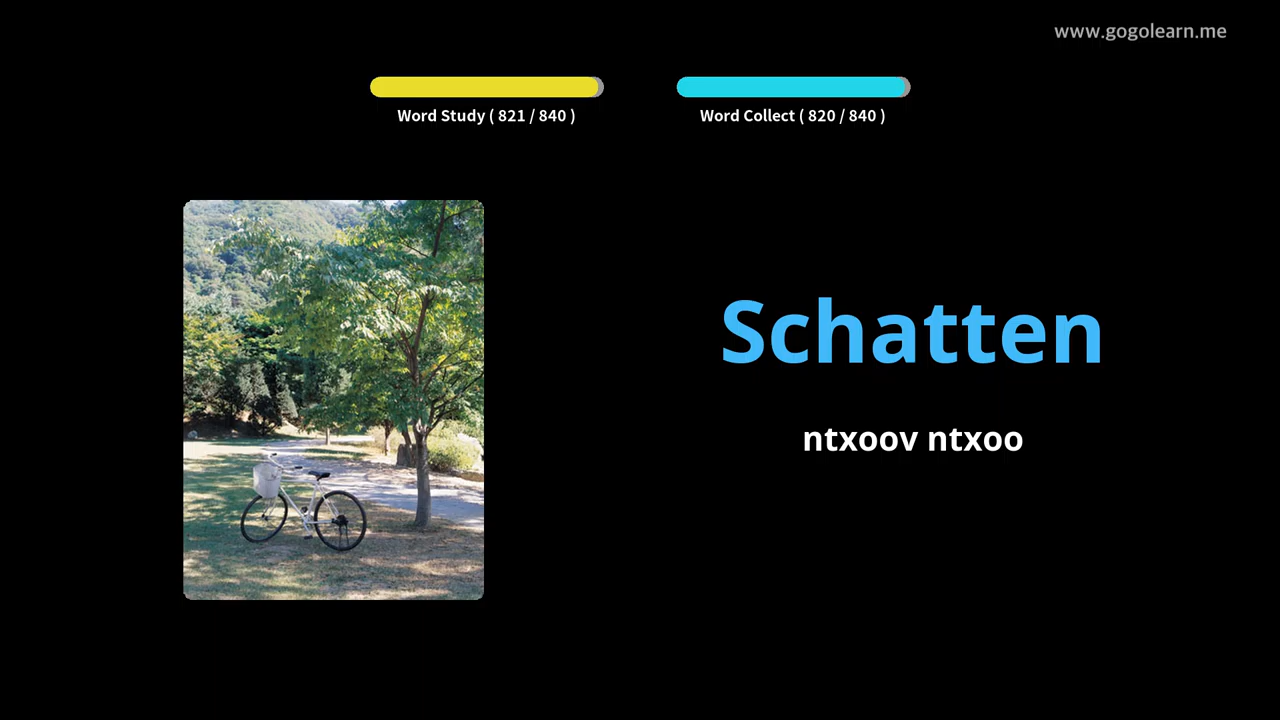 www.gogolearn.me
Word Study ( 821 / 840 )
Word Collect ( 820 / 840 )
Schatten
ntxoov ntxoo